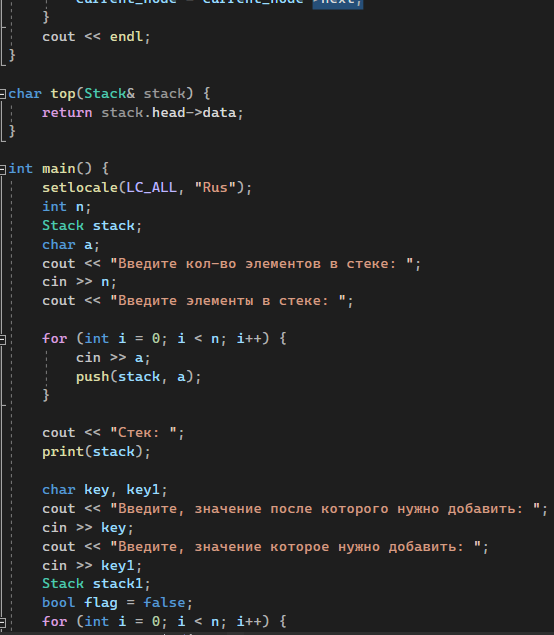 current_node = current_node->next;
}
cout << endl;
}
char top(Stack& stack) {
return stack.head->data;
}
int main() {
setlocale(LC_ALL, "Rus");
int n;
Stack stack;
char a;
cout << "Введите кол-во элементов в стеке: ";
cin >> n;
cout << "Введите элементы в стеке: ";
for (int i = 0; i < n; i++) {
cin >> a;
push(stack, a);
}
cout << "Стек: ";
print(stack);
char key, key1;
cout << "Введите, значение после которого нужно добавить: ";
cin >> key;
cout << "Введите, значение которое нужно добавить: ";
cin >> key1;
Stack stack1;
bool flag = false;
for (int i = 0; i < n; i++) {